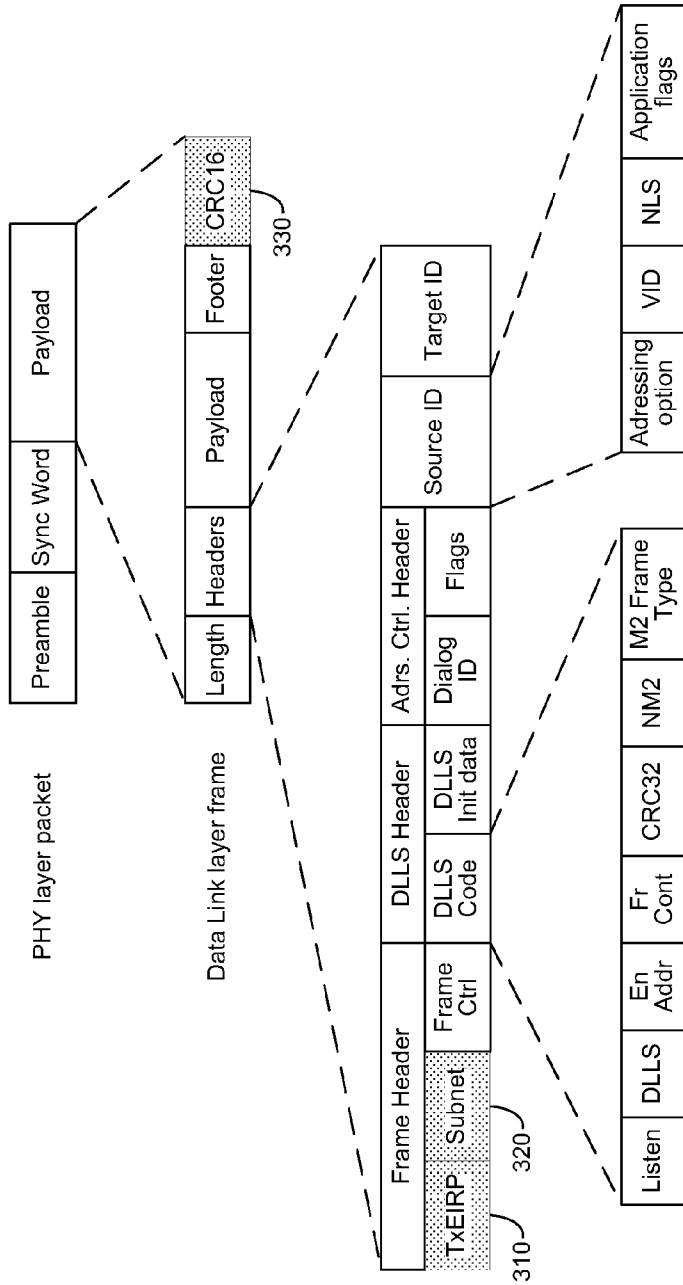 PHY layer packet
Preamble
Sync Word
Payload
Data Link layer frame
Length
Headers
Payload
Footer
CRC16
330
Frame Header
DLLS Header
Adrs. Ctrl. Header
Source ID
Target ID
TxEIRP
Subnet
Frame
Ctrl
DLLS
Code
DLLS
Init data
Dialog
ID
Flags
310
320
Listen
DLLS
En
Addr
Fr
Cont
CRC32
NM2
M2 Frame
Type
Adressing
option
VID
NLS
Application
flags